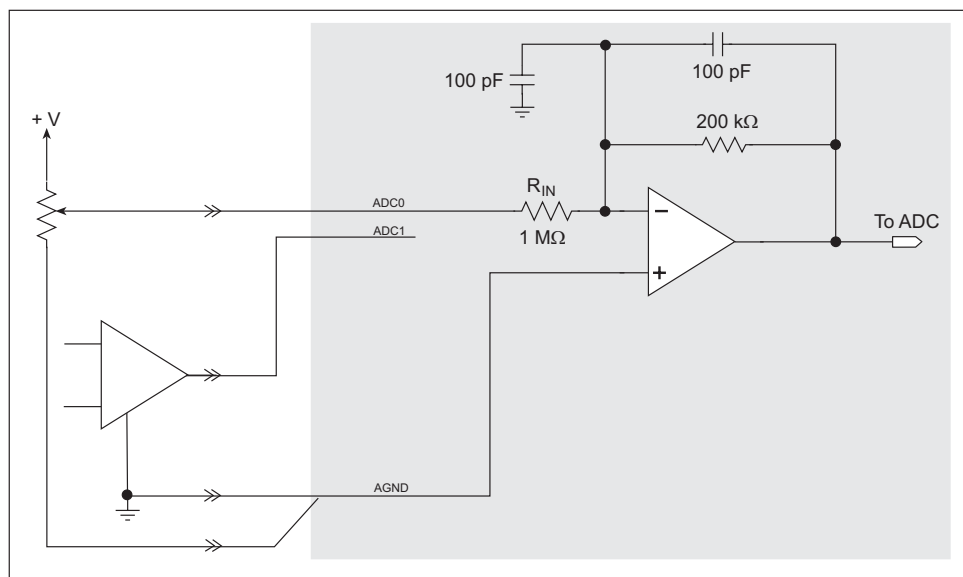 100 pF
100 pF
+ V
200 kΩ
R_IN
ADC0
1 MΩ
To ADC
ADC1
−
+
AGND